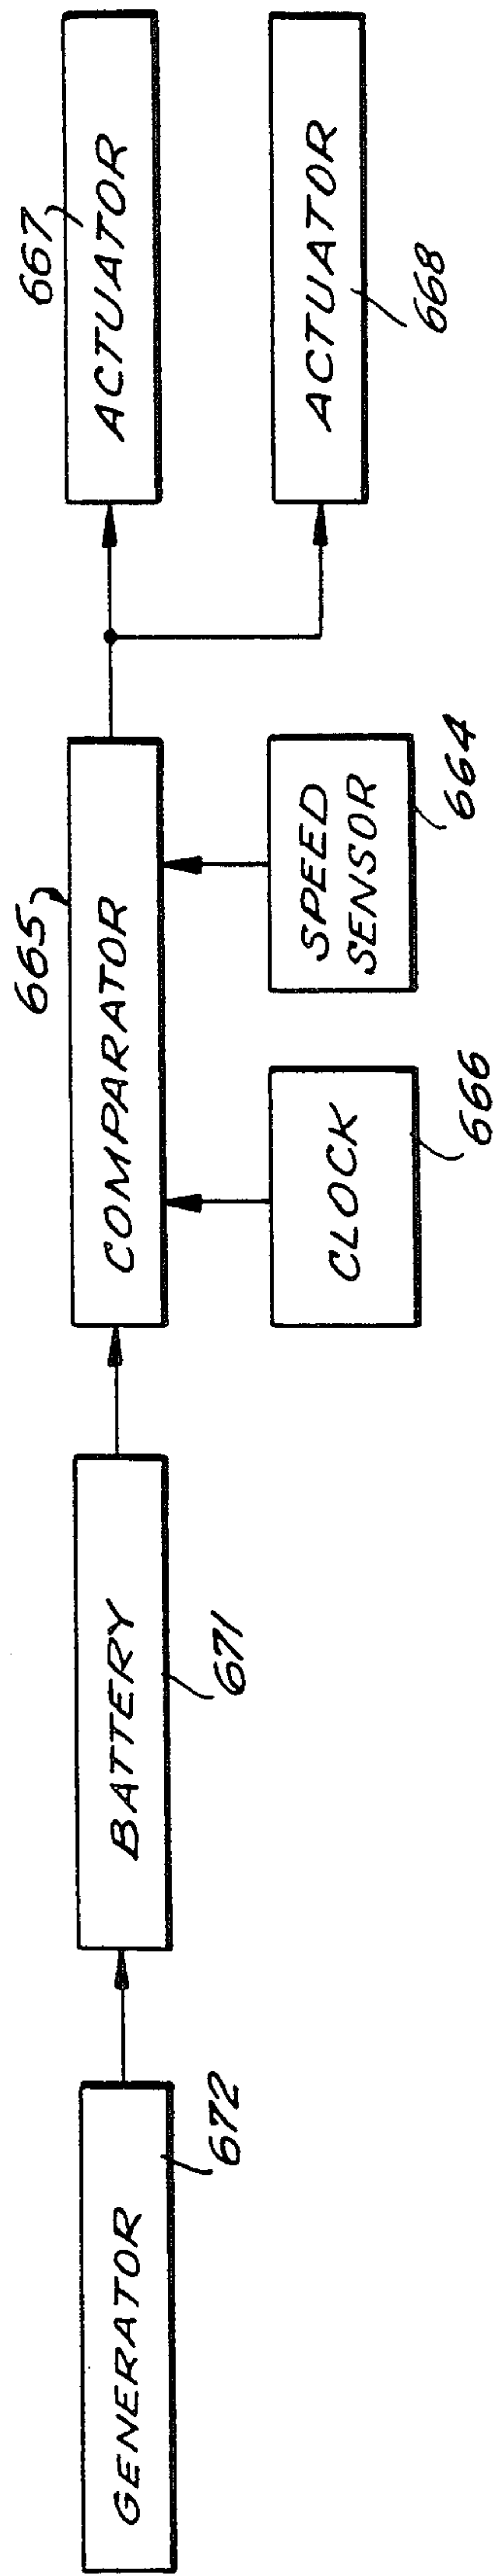 667
ACTUATOR
ACTUATOR
668
665
COMPARATOR
SPEED
SENSOR
664
CLOCK
666
BATTERY
671
GENERATOR
672